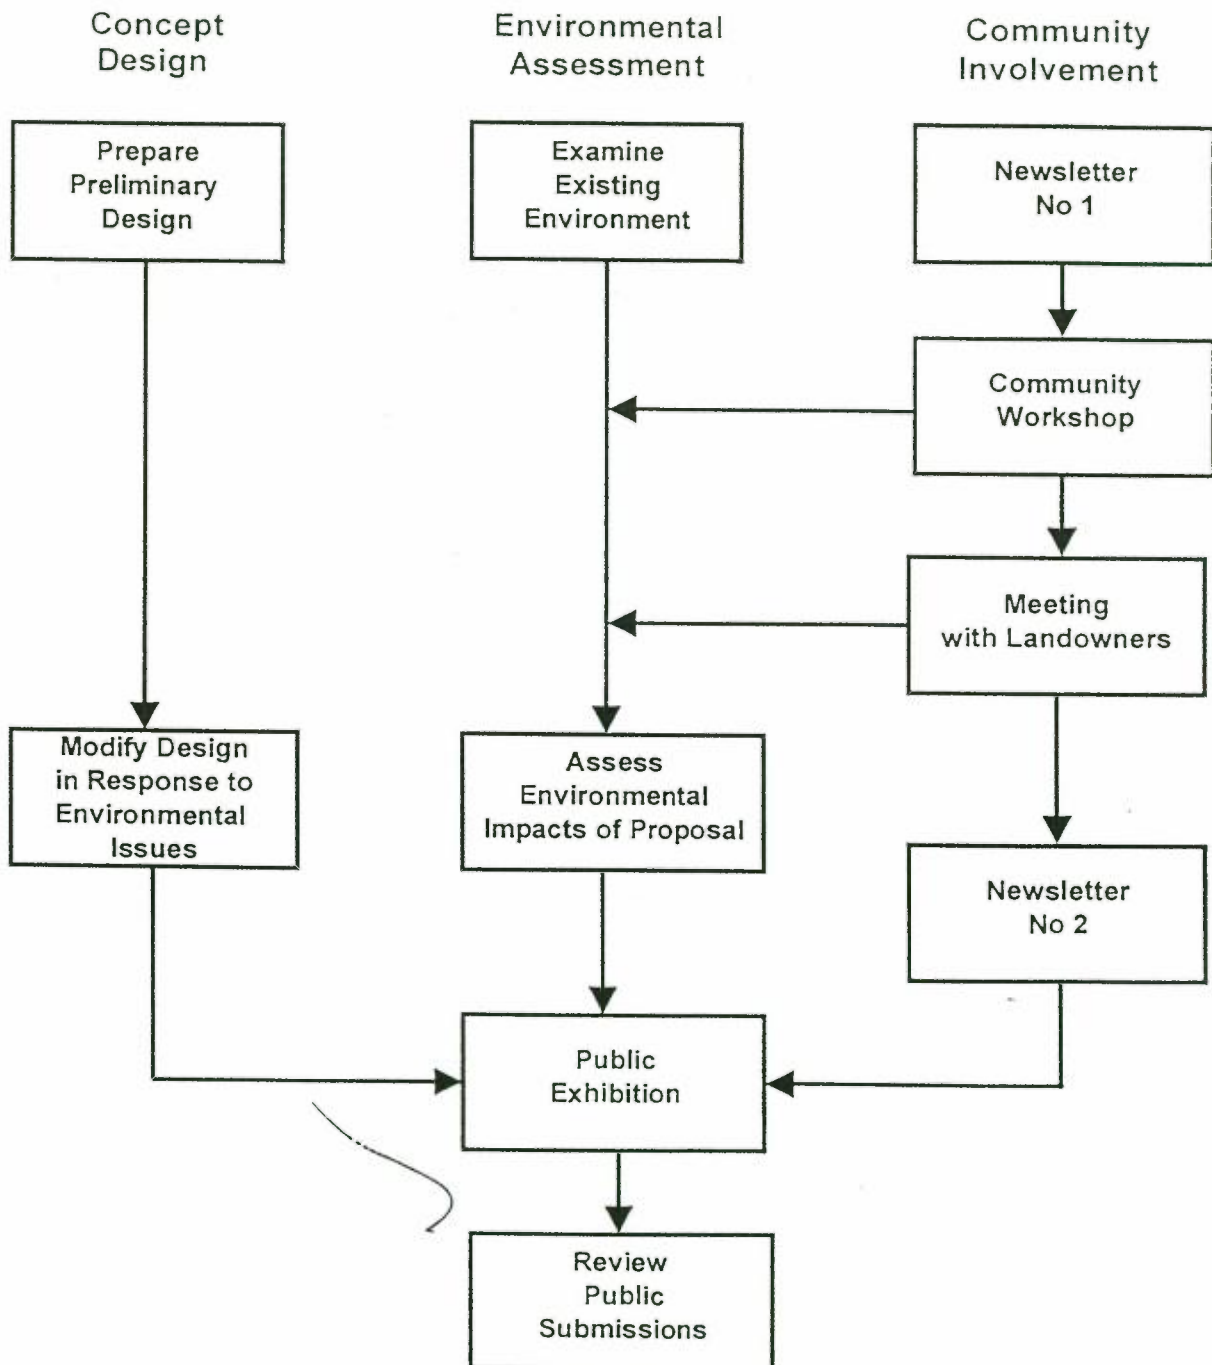 Concept
Design
Environmental
Assessment
Community
Involvement
Prepare
Preliminary
Design
Examine
Existing
Environment
Newsletter
No 1
Community
Workshop
Meeting
with Landowners
Modify Design
in Response to
Environmental
Issues
Assess
Environmental
Impacts of Proposal
Newsletter
No 2
Public
Exhibition
Review
Public
Submissions